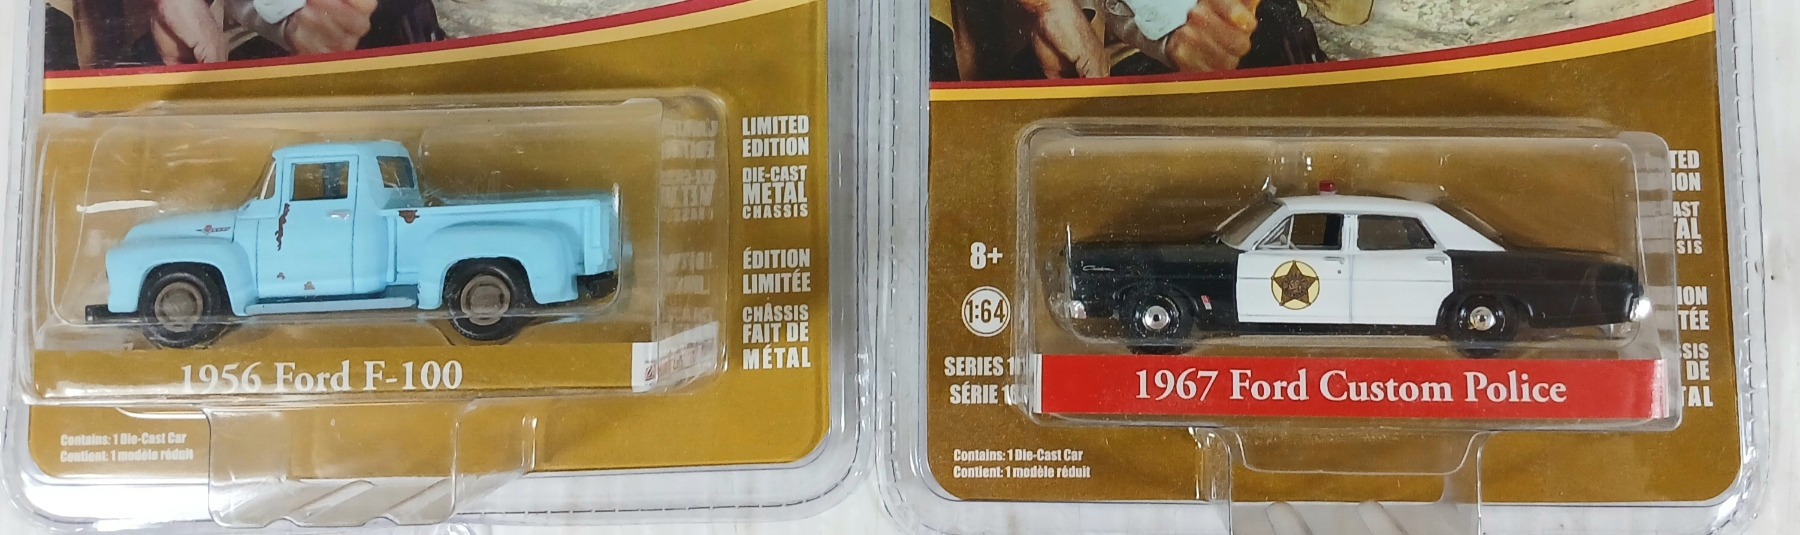 LIMITED
EDITION
DIE-CAST
METAL
CHASSIS
ÉDITION
LIMITÉE
CHÂSSIS
FAIT DE
MÉTAL
1956 Ford F-100
Contains: 1 Die-Cast Car
Contient: 1 modèle réduit
8+
1:64
SERIES
SÉRIE
1967 Ford Custom Police
Contains: 1 Die-Cast Car
Contient: 1 modèle réduit